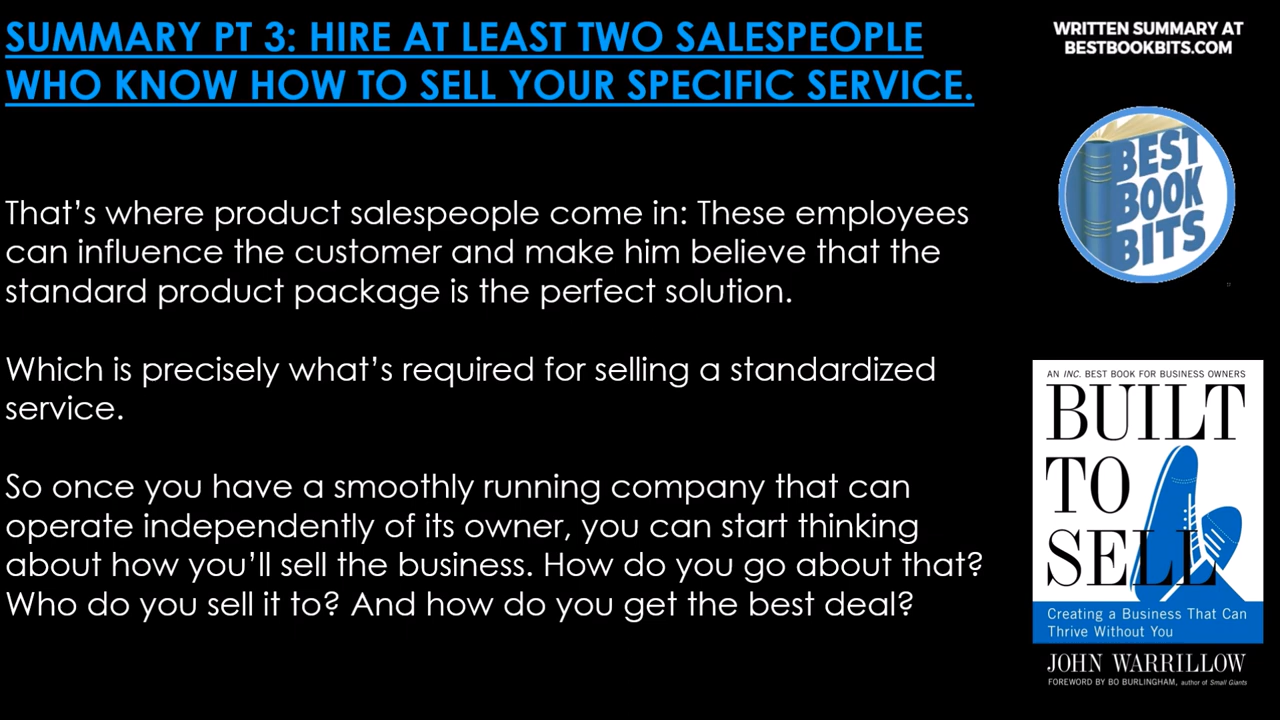 SUMMARY PT 3: HIRE AT LEAST TWO SALESPEOPLE
WHO KNOW HOW TO SELL YOUR SPECIFIC SERVICE.
That’s where product salespeople come in: These employees
can influence the customer and make him believe that the
standard product package is the perfect solution.
Which is precisely what’s required for selling a standardized
service.
So once you have a smoothly running company that can
operate independently of its owner, you can start thinking
about how you’ll sell the business. How do you go about that?
Who do you sell it to? And how do you get the best deal?
WRITTEN SUMMARY AT
BESTBOOKBITS.COM
BEST
BOOK
BITS
AN INC. BEST BOOK FOR BUSINESS OWNERS
BUILT
TO
SELL
Creating a Business That Can
Thrive Without You
JOHN WARRILLOW
FOREWORD BY BO BURLINGHAM, author of Small Giants